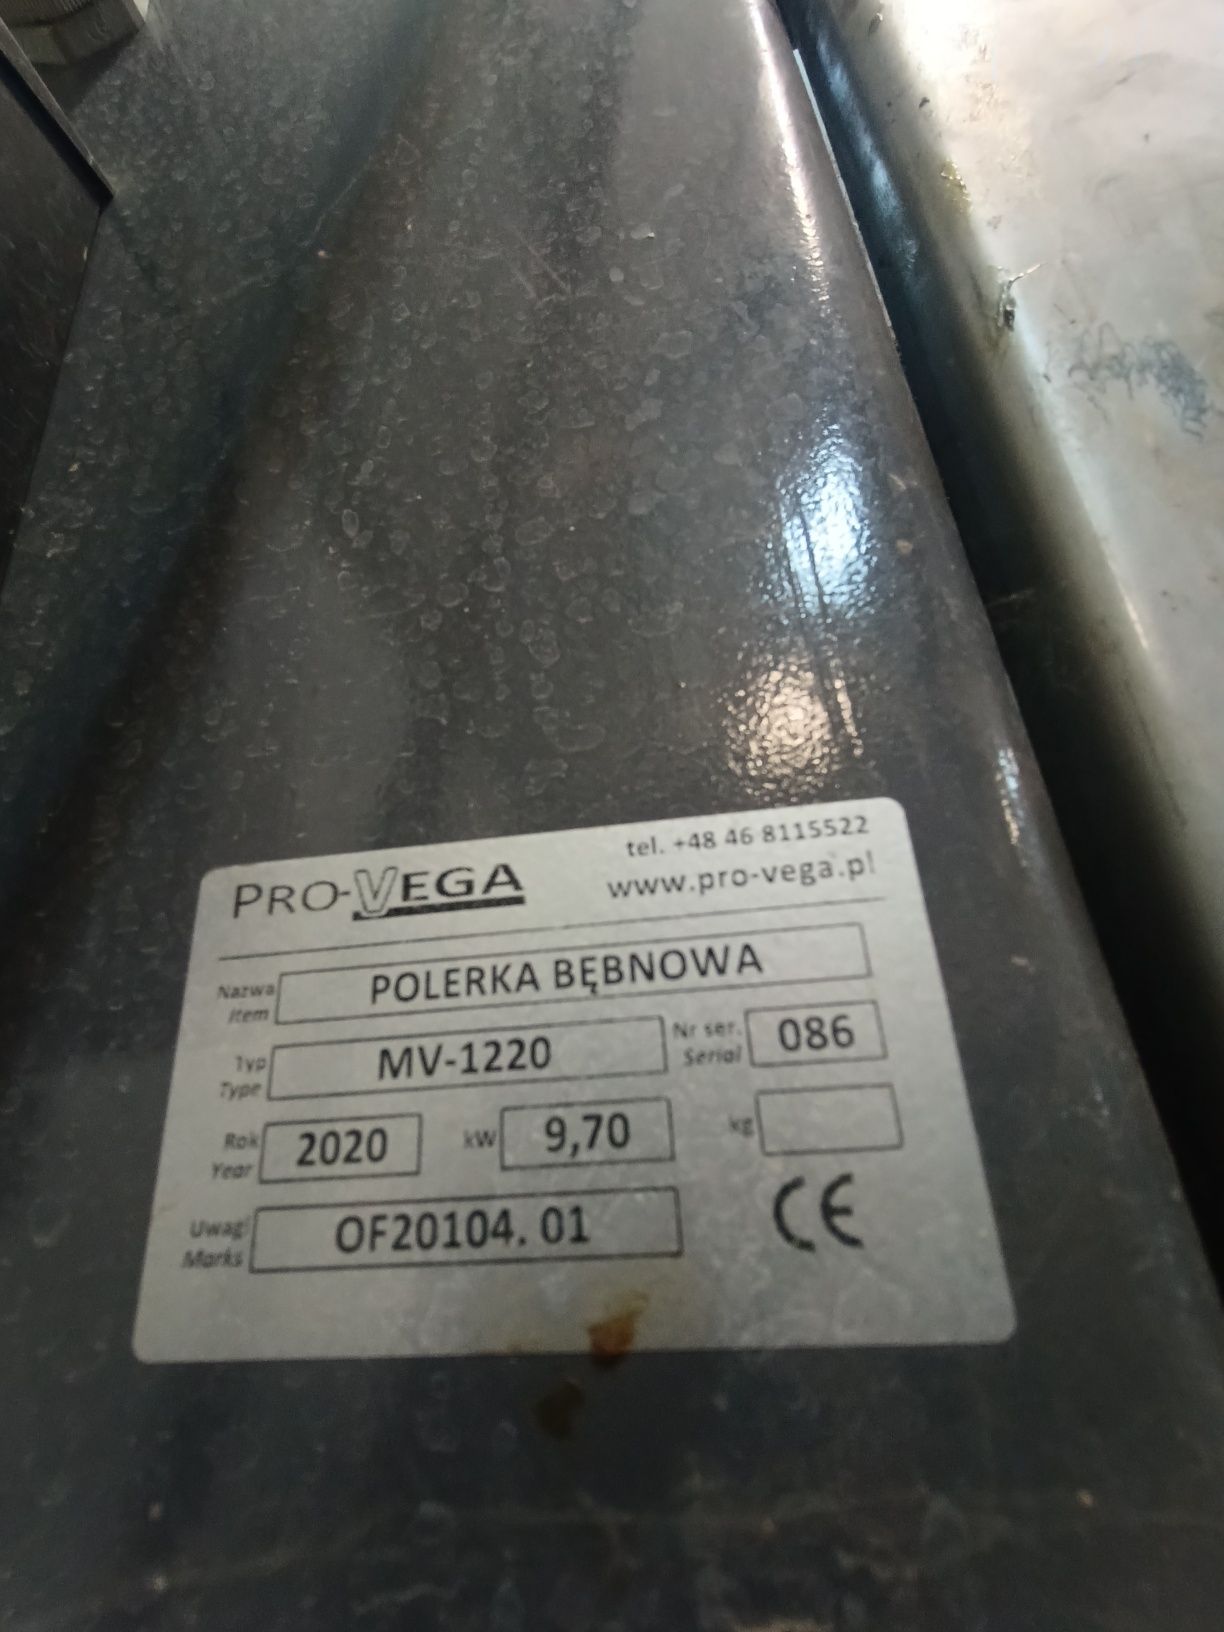 PRO-VEGA
tel. +48 46 8115522
www.pro-vega.pl
Nazwa
Item
POLERKA BĘBNOWA
Typ
Type
MV-1220
Nr ser.
Serial
086
Rok
Year
2020
kW
9,70
kg
Uwagi
Marks
OF20104. 01
CE